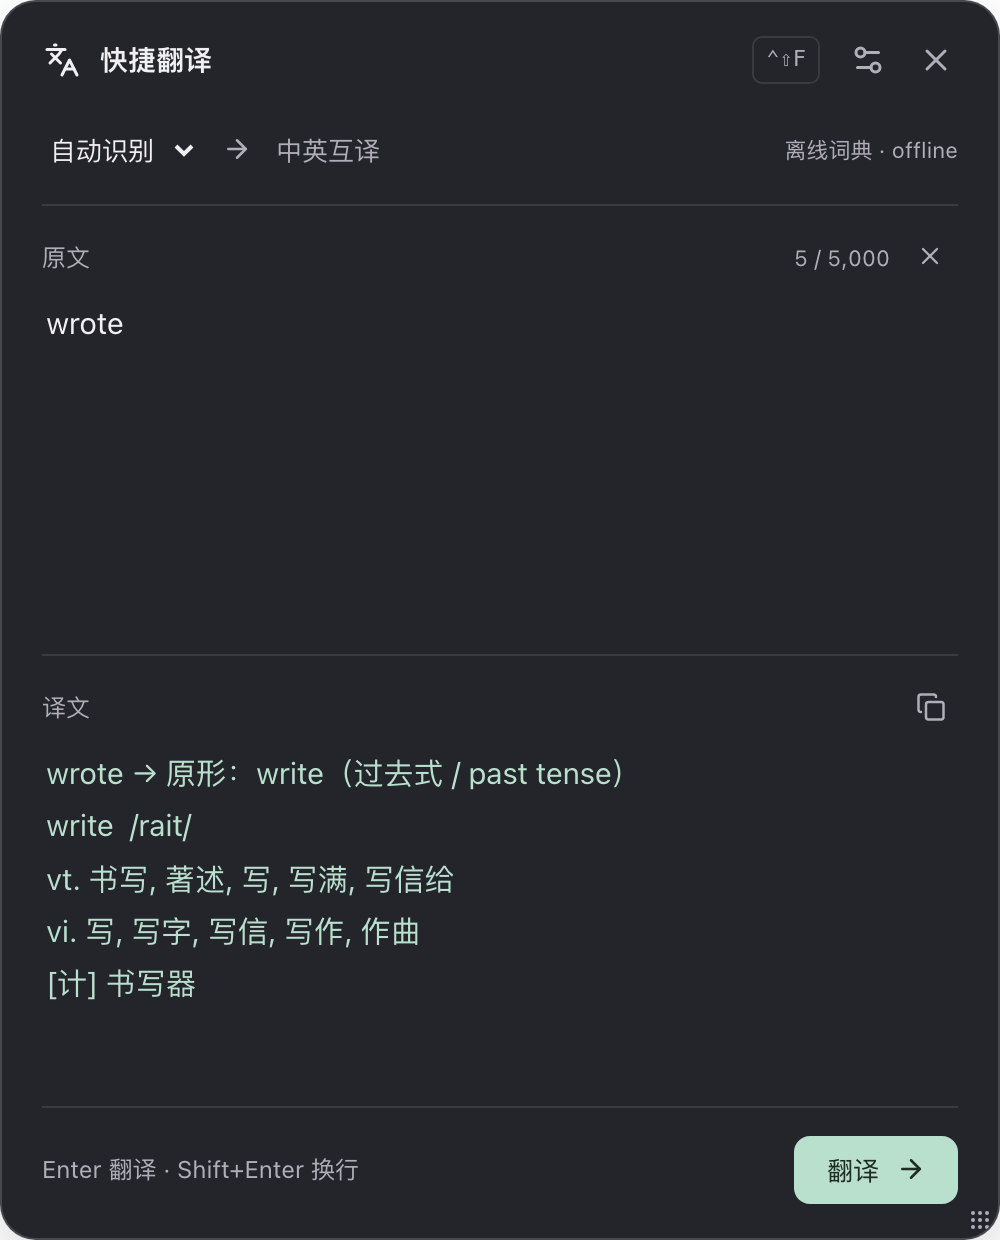 快捷翻译
^⇧F
自动识别 → 中英互译
离线词典 · offline
原文
5 / 5,000
wrote
译文
wrote → 原形：write（过去式 / past tense）
write /rait/
vt. 书写, 著述, 写, 写满, 写信给
vi. 写, 写字, 写信, 写作, 作曲
[计] 书写器
Enter 翻译 · Shift+Enter 换行
翻译 →